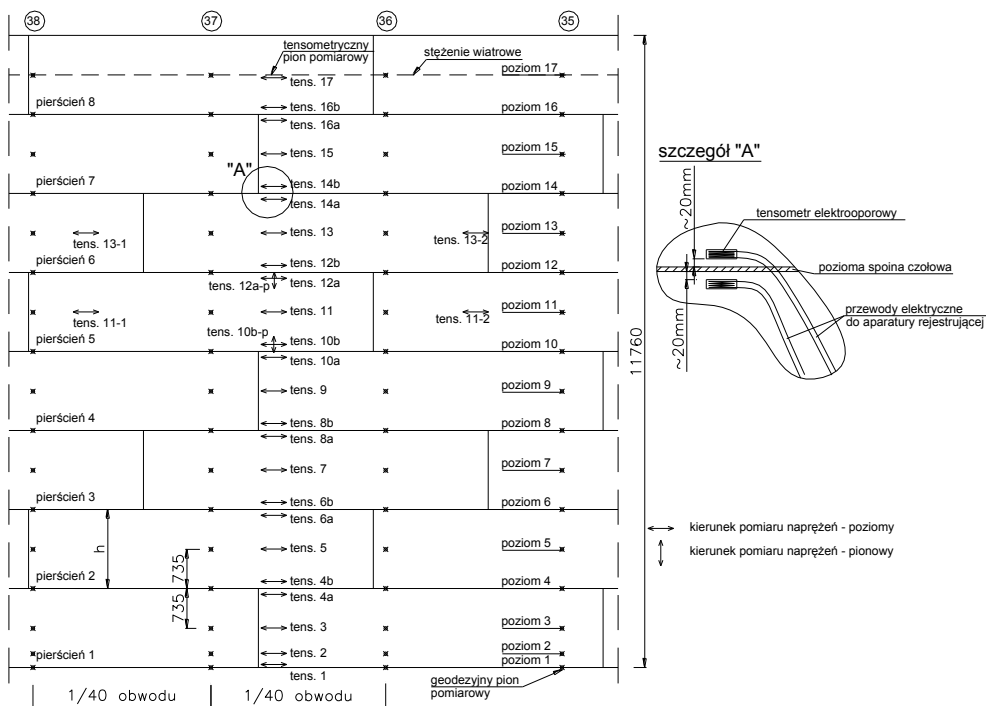 38
37
36
35
tensometryczny
pion pomiarowy
stężenie wiatrowe
tens. 17
poziom 17
pierścień 8
tens. 16b
poziom 16
tens. 16a
tens. 15
poziom 15
"A"
pierścień 7
tens. 14b
poziom 14
tens. 14a
tens. 13-1
tens. 13
tens. 13-2
poziom 13
pierścień 6
tens. 12b
poziom 12
tens. 12a-p
tens. 12a
tens. 11-1
tens. 11
tens. 11-2
poziom 11
tens. 10b-p
pierścień 5
tens. 10b
poziom 10
tens. 10a
tens. 9
poziom 9
pierścień 4
tens. 8b
poziom 8
tens. 8a
tens. 7
poziom 7
pierścień 3
tens. 6b
poziom 6
tens. 6a
h
735
tens. 5
poziom 5
pierścień 2
tens. 4b
poziom 4
735
tens. 4a
tens. 3
poziom 3
pierścień 1
tens. 2
poziom 2
poziom 1
tens. 1
geodezyjny pion
pomiarowy
1/40 obwodu
1/40 obwodu
11760
szczegół "A"
~20mm
tensometr elektrooporowy
pozioma spoina czołowa
~20mm
przewody elektryczne
do aparatury rejestrującej
kierunek pomiaru naprężeń - poziomy
kierunek pomiaru naprężeń - pionowy